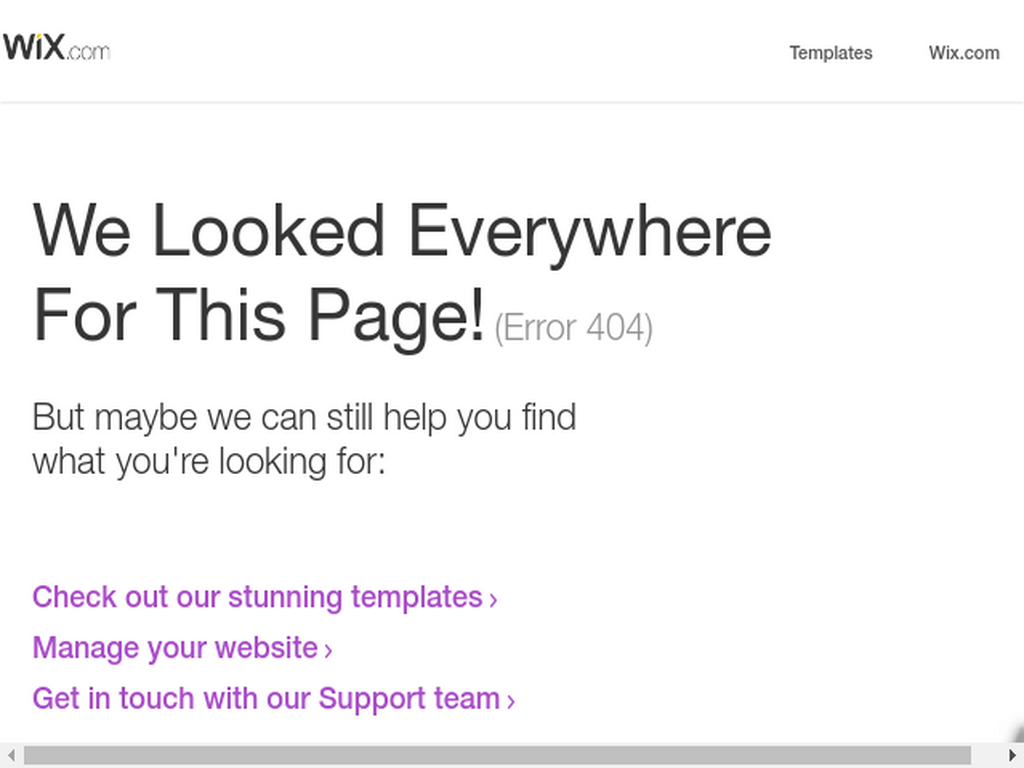 WiX.com
Templates
Wix.com
We Looked Everywhere
For This Page! (Error 404)
But maybe we can still help you find
what you're looking for:
Check out our stunning templates ›
Manage your website ›
Get in touch with our Support team ›